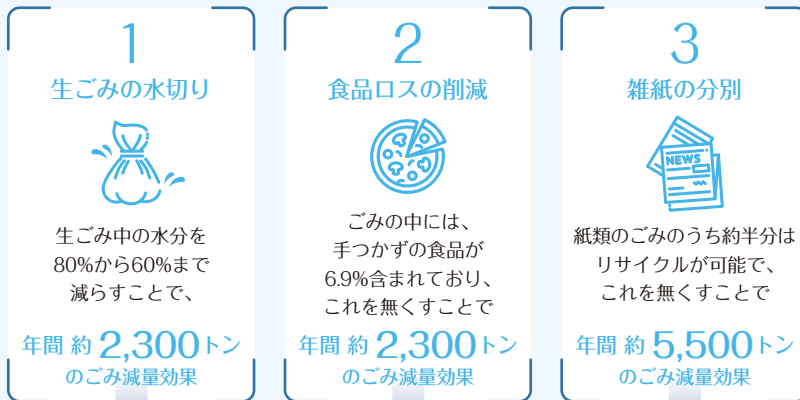 1
生ごみの水切り
生ごみ中の水分を
80%から60%まで
減らすことで、
年間 約 2,300トン
のごみ減量効果
2
食品ロスの削減
ごみの中には、
手つかずの食品が
6.9%含まれており、
これを無くすことで
年間 約 2,300トン
のごみ減量効果
3
雑紙の分別
NEWS
紙類のごみのうち約半分は
リサイクルが可能で、
これを無くすことで
年間 約 5,500トン
のごみ減量効果